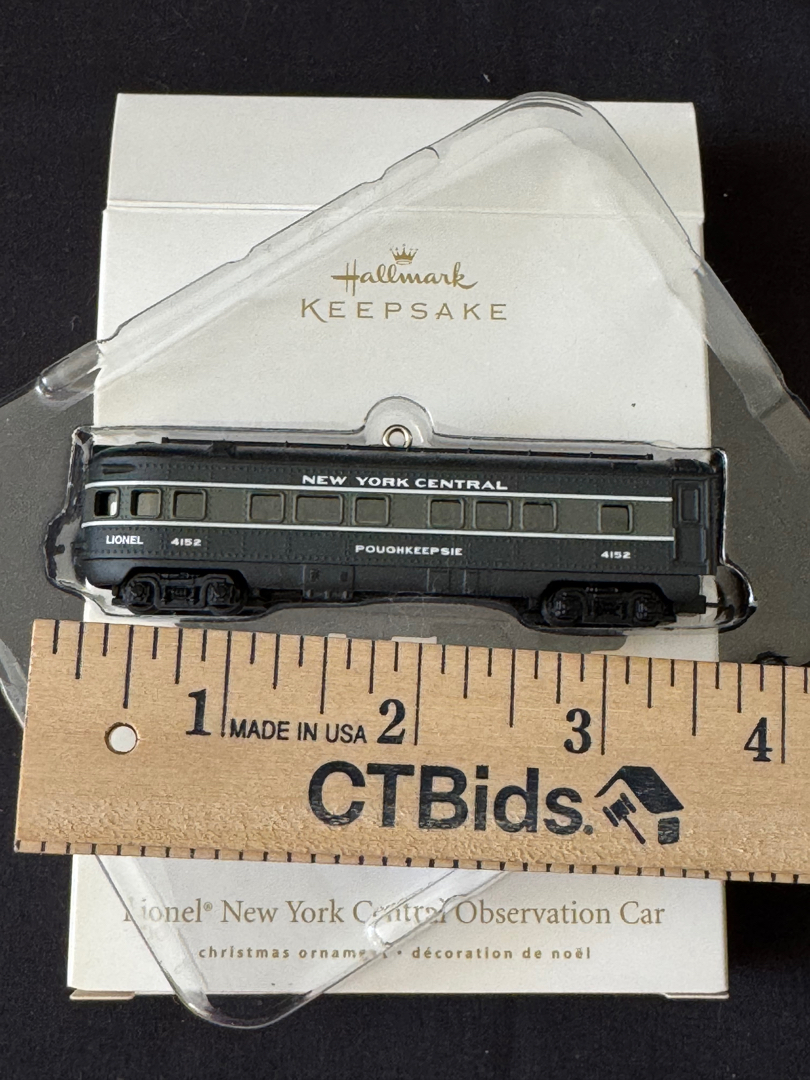 Hallmark
KEEPSAKE
NEW YORK CENTRAL
LIONEL 4152 POUGHKEEPSIE 4152
1 MADE IN USA 2 3 4
CTBids.
Lionel® New York Central Observation Car
christmas ornament • décoration de noël